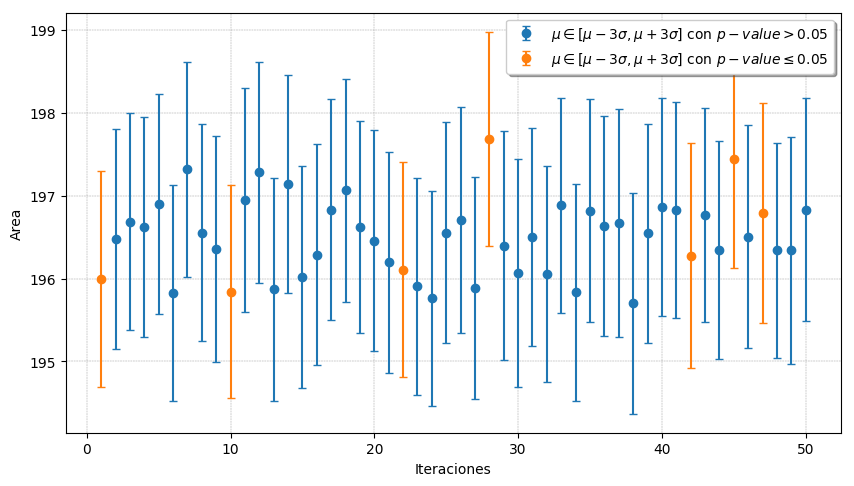 μ ∈ [μ − 3σ, μ + 3σ] con p − value > 0.05
μ ∈ [μ − 3σ, μ + 3σ] con p − value ≤ 0.05
199
198
197
196
195
Area
0 10 20 30 40 50
Iteraciones